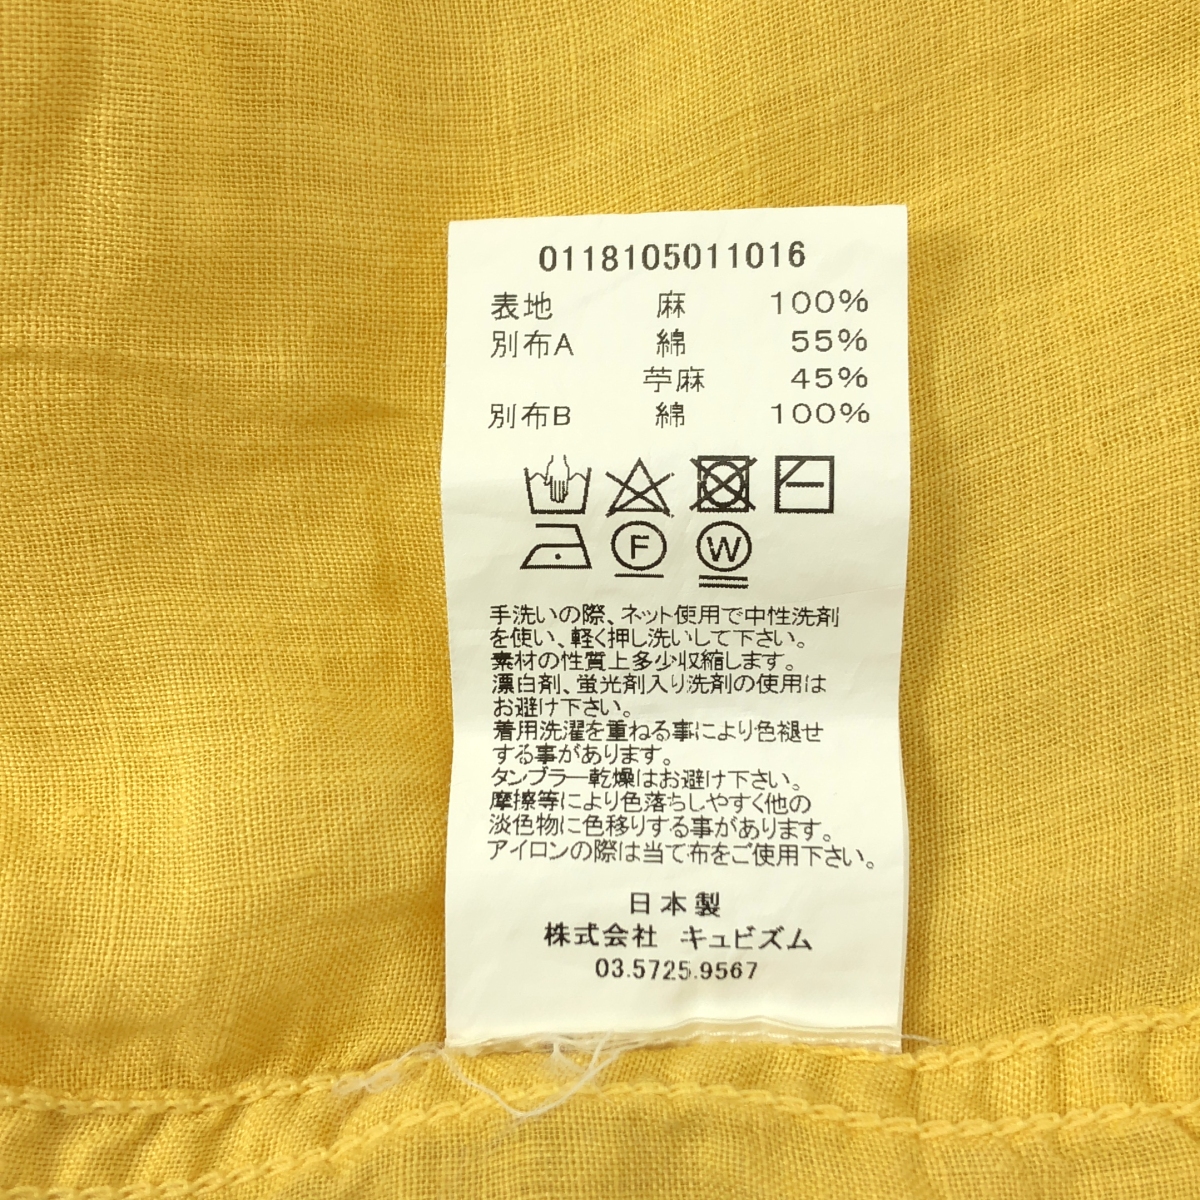 0118105011016
表地 麻 100%
別布A 綿 55%
苧麻 45%
別布B 綿 100%
F W
手洗いの際、ネット使用で中性洗剤
を使い、軽く押し洗いして下さい。
素材の性質上多少収縮します。
漂白剤、蛍光剤入り洗剤の使用は
お避け下さい。
着用洗濯を重ねる事により色褪せ
する事があります。
タンブラー乾燥はお避け下さい。
摩擦等により色落ちしやすく他の
淡色物に色移りする事があります。
アイロンの際は当て布をご使用下さい。
日本製
株式会社 キュビズム
03.5725.9567